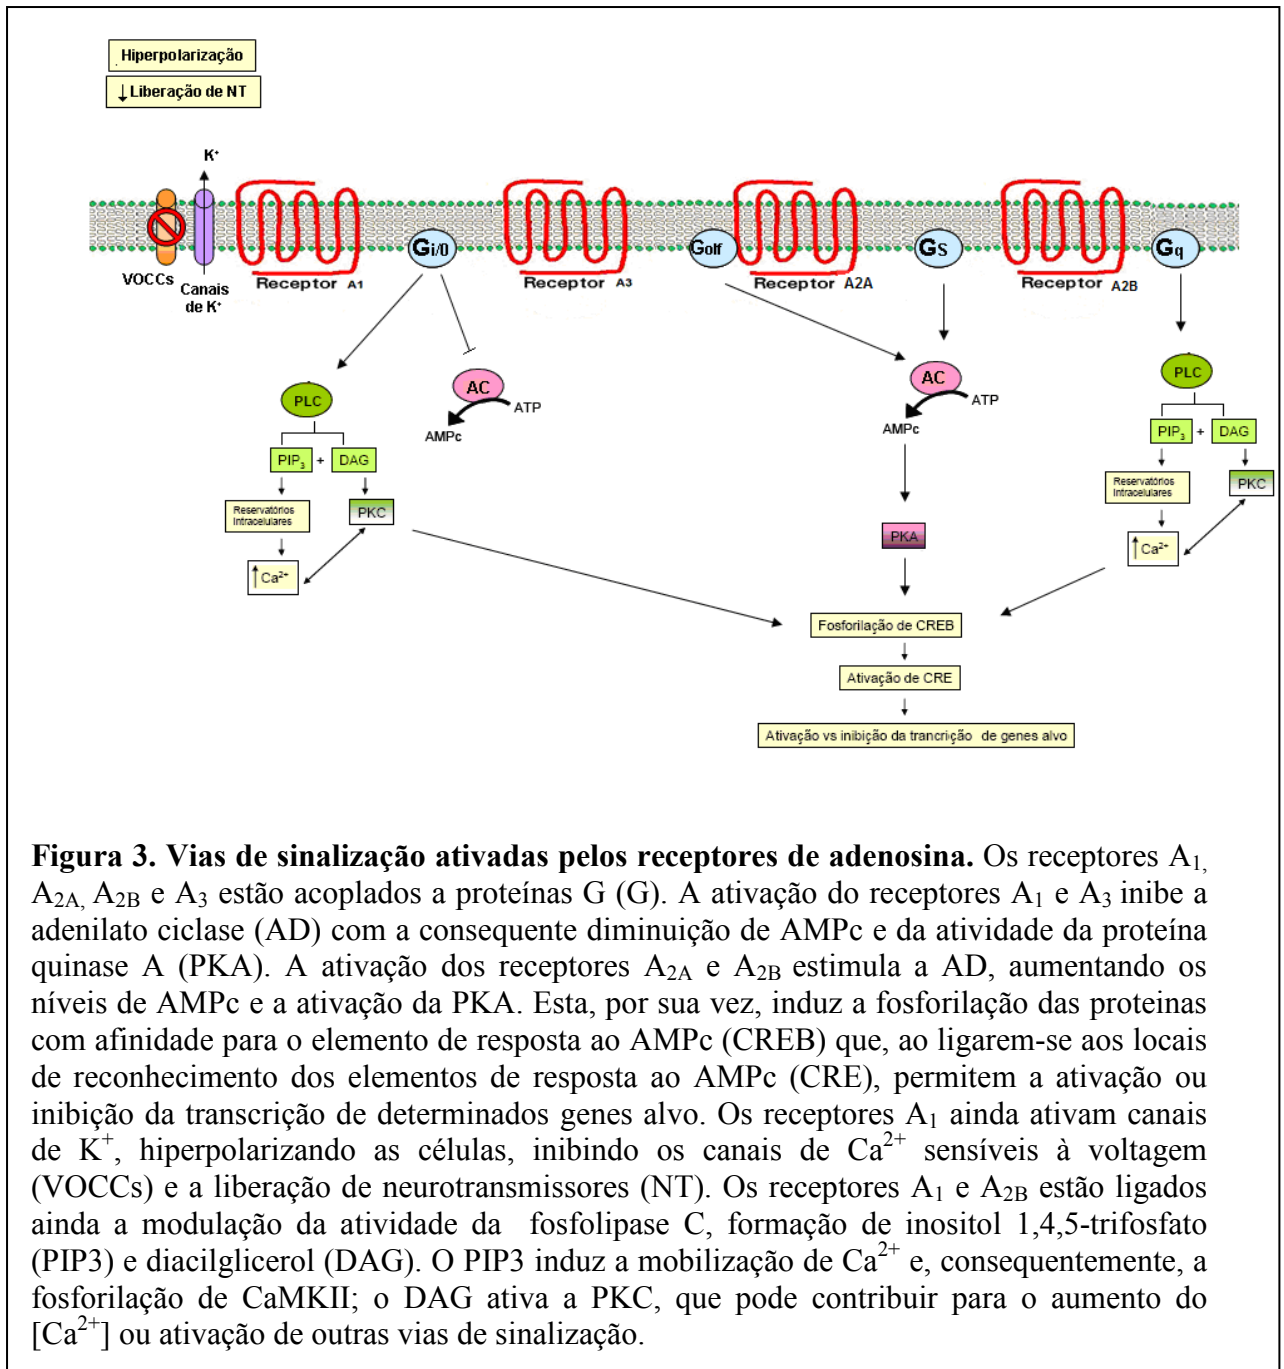 Hiperpolarização
↓Liberação de NT
K⁺
VOCCs
Canais
de K⁺
Receptor A1
Gi/0
Receptor A3
Golf
Receptor A2A
GS
Receptor A2B
Gq
PLC
AC
ATP
AMPc
PIP₃ + DAG
Reservatórios
Intracelulares
PKC
↑Ca²⁺
AC
ATP
AMPc
PKA
PLC
PIP₃ + DAG
Reservatórios
Intracelulares
PKC
↑Ca²⁺
Fosforilação de CREB
Ativação de CRE
Ativação vs inibição da trancrição de genes alvo
Figura 3. Vias de sinalização ativadas pelos receptores de adenosina. Os receptores A₁,
A₂A, A₂B e A₃ estão acoplados a proteínas G (G). A ativação do receptores A₁ e A₃ inibe a
adenilato ciclase (AD) com a consequente diminuição de AMPc e da atividade da proteína
quinase A (PKA). A ativação dos receptores A₂A e A₂B estimula a AD, aumentando os
níveis de AMPc e a ativação da PKA. Esta, por sua vez, induz a fosforilação das proteinas
com afinidade para o elemento de resposta ao AMPc (CREB) que, ao ligarem-se aos locais
de reconhecimento dos elementos de resposta ao AMPc (CRE), permitem a ativação ou
inibição da transcrição de determinados genes alvo. Os receptores A₁ ainda ativam canais
de K⁺, hiperpolarizando as células, inibindo os canais de Ca²⁺ sensíveis à voltagem
(VOCCs) e a liberação de neurotransmissores (NT). Os receptores A₁ e A₂B estão ligados
ainda a modulação da atividade da fosfolipase C, formação de inositol 1,4,5-trifosfato
(PIP3) e diacilglicerol (DAG). O PIP3 induz a mobilização de Ca²⁺ e, consequentemente, a
fosforilação de CaMKII; o DAG ativa a PKC, que pode contribuir para o aumento do
[Ca²⁺] ou ativação de outras vias de sinalização.